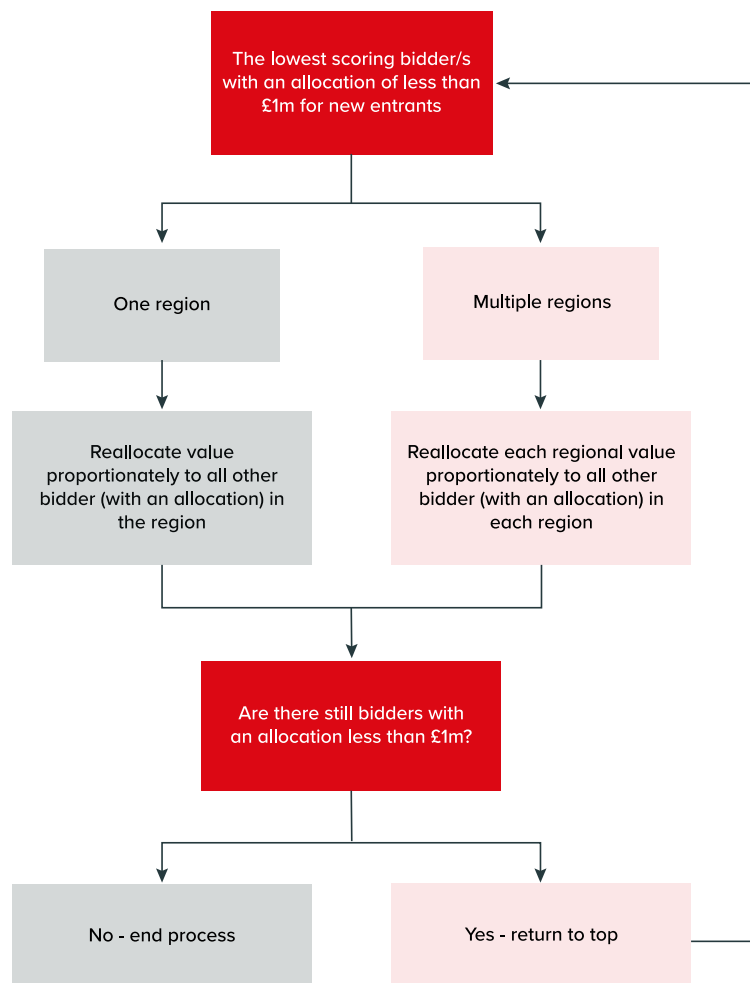 The lowest scoring bidder/s
with an allocation of less than
£1m for new entrants
One region
Multiple regions
Reallocate value
proportionately to all other
bidder (with an allocation) in
the region
Reallocate each regional value
proportionately to all other
bidder (with an allocation) in
each region
Are there still bidders with
an allocation less than £1m?
No - end process
Yes - return to top